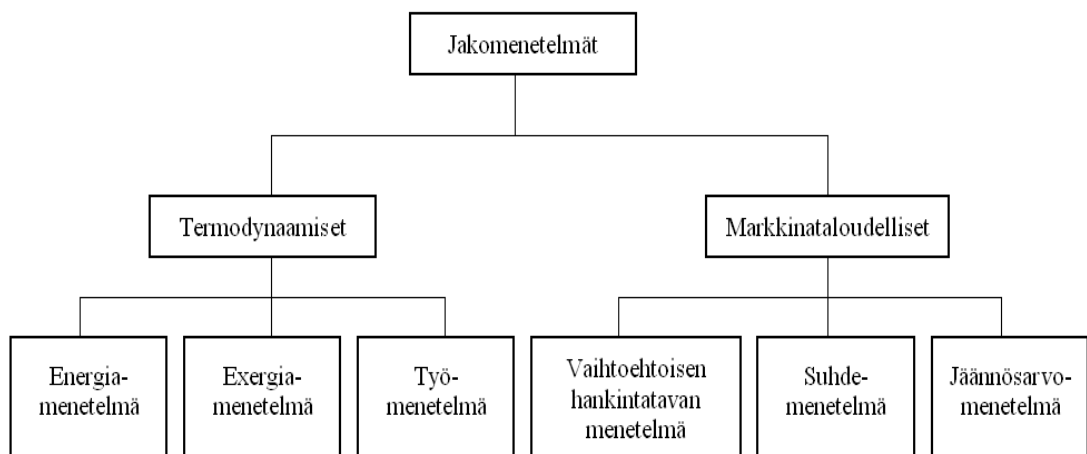 Jakomenetelmät
Termodynaamiset
Markkinataloudelliset
Energia-
menetelmä
Exergia-
menetelmä
Työ-
menetelmä
Vaihtoehtoisen
hankintatavan
menetelmä
Suhde-
menetelmä
Jäännösarvo-
menetelmä